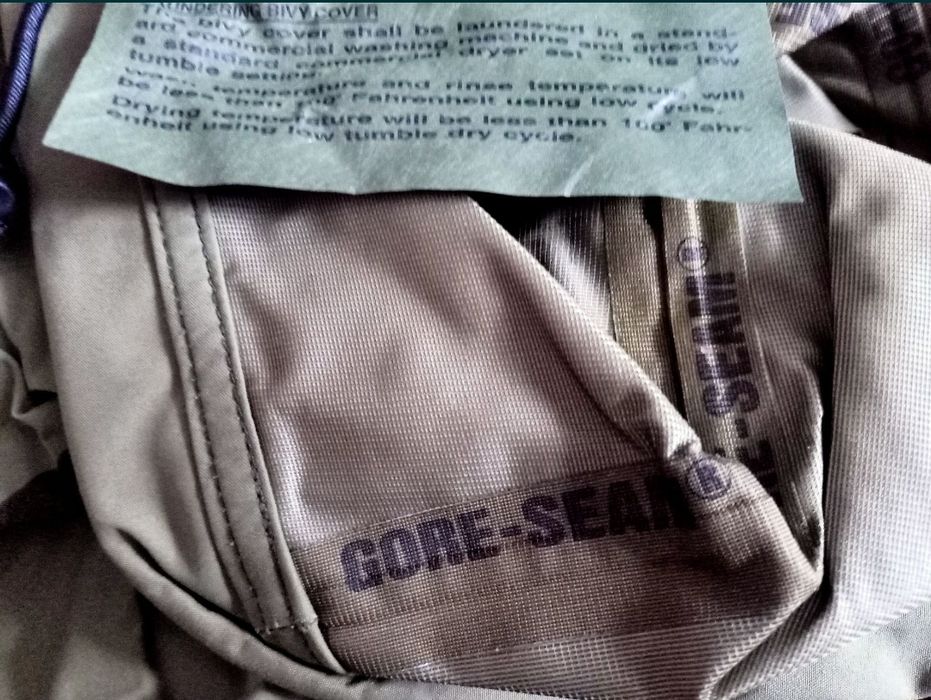 LAUNDERING BIVY COVER
bivy cover shall be laundered in a stand-
ard commercial washing machine and dried by
a standard commercial dryer set on its low
tumble setting
temperature and rinse temperature will
be less than Fahrenheit using low cycle.
Drying temperature will be less than 100° Fahr-
enheit using low tumble dry cycle.
-SEAM®
GORE-SEAM®